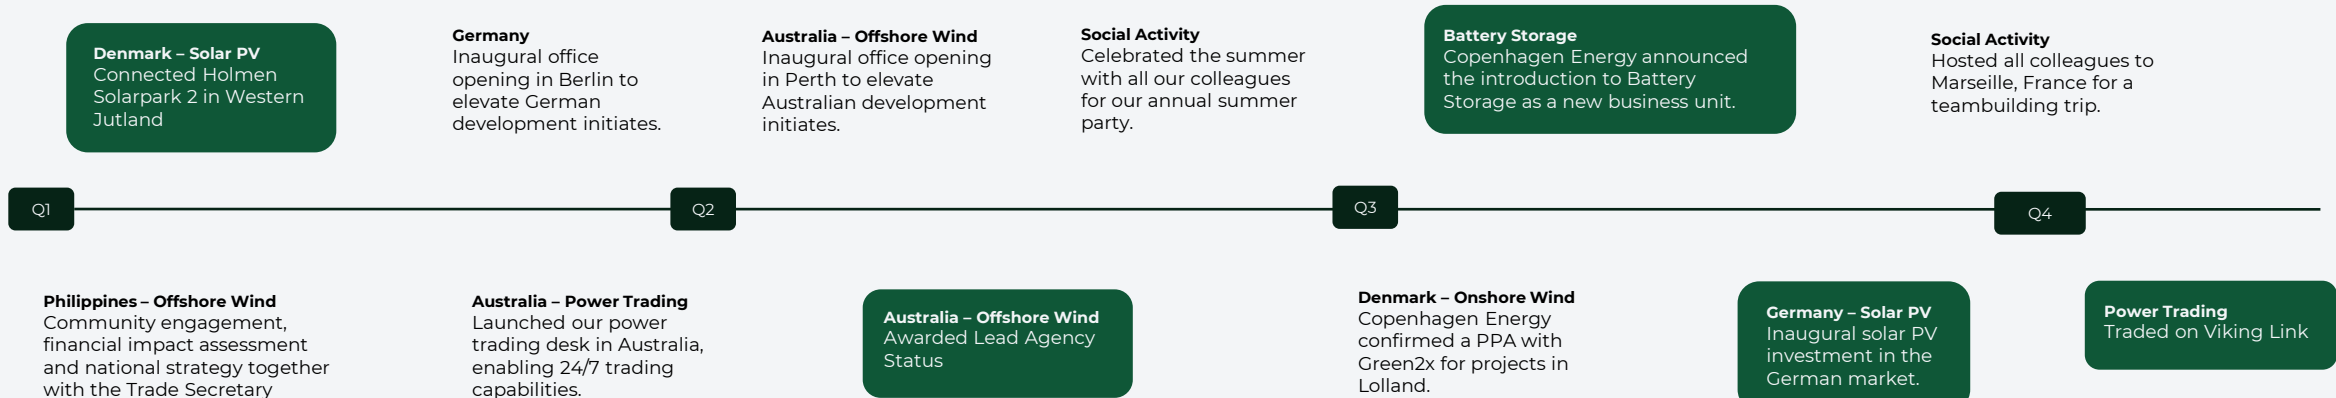 Denmark – Solar PV
Connected Holmen
Solarpark 2 in Western
Jutland
Germany
Inaugural office
opening in Berlin to
elevate German
development initiates.
Australia – Offshore Wind
Inaugural office opening
in Perth to elevate
Australian development
initiates.
Social Activity
Celebrated the summer
with all our colleagues
for our annual summer
party.
Battery Storage
Copenhagen Energy announced
the introduction to Battery
Storage as a new business unit.
Social Activity
Hosted all colleagues to
Marseille, France for a
teambuilding trip.
Q1
Q2
Q3
Q4
Philippines – Offshore Wind
Community engagement,
financial impact assessment
and national strategy together
with the Trade Secretary
Australia – Power Trading
Launched our power
trading desk in Australia,
enabling 24/7 trading
capabilities.
Australia – Offshore Wind
Awarded Lead Agency
Status
Denmark – Onshore Wind
Copenhagen Energy
confirmed a PPA with
Green2x for projects in
Lolland.
Germany – Solar PV
Inaugural solar PV
investment in the
German market.
Power Trading
Traded on Viking Link